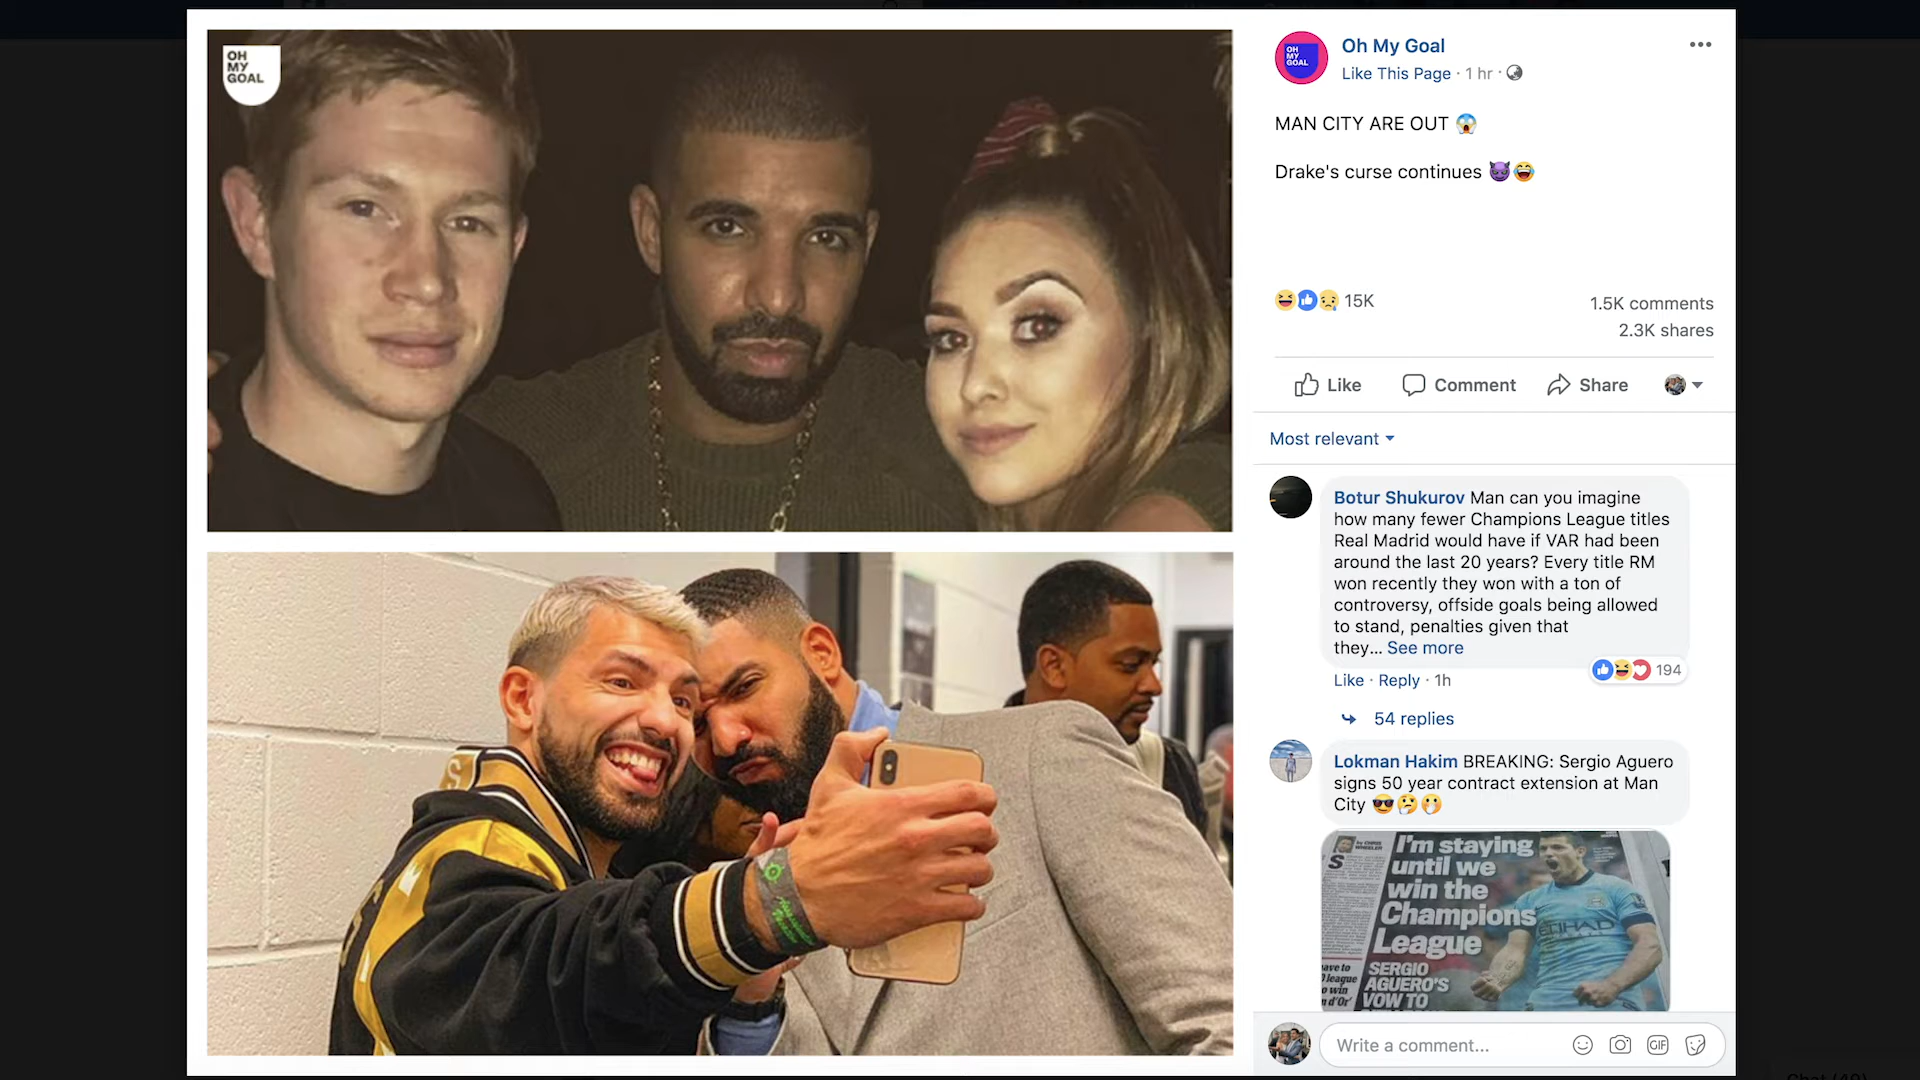 OH
MY
GOAL
OH
MY
GOAL
Oh My Goal
Like This Page · 1 hr ·
MAN CITY ARE OUT 😱
Drake's curse continues 😈😂
15K
1.5K comments
2.3K shares
Like
Comment
Share
Most relevant
Botur Shukurov Man can you imagine
how many fewer Champions League titles
Real Madrid would have if VAR had been
around the last 20 years? Every title RM
won recently they won with a ton of
controversy, offside goals being allowed
to stand, penalties given that
they... See more
194
Like · Reply · 1h
54 replies
Lokman Hakim BREAKING: Sergio Aguero
signs 50 year contract extension at Man
City 😎🤔🤭
I'm staying
until we
win the
Champions
League
SERGIO
AGUERO'S
VOW TO
ETIHAD
Write a comment...
GIF